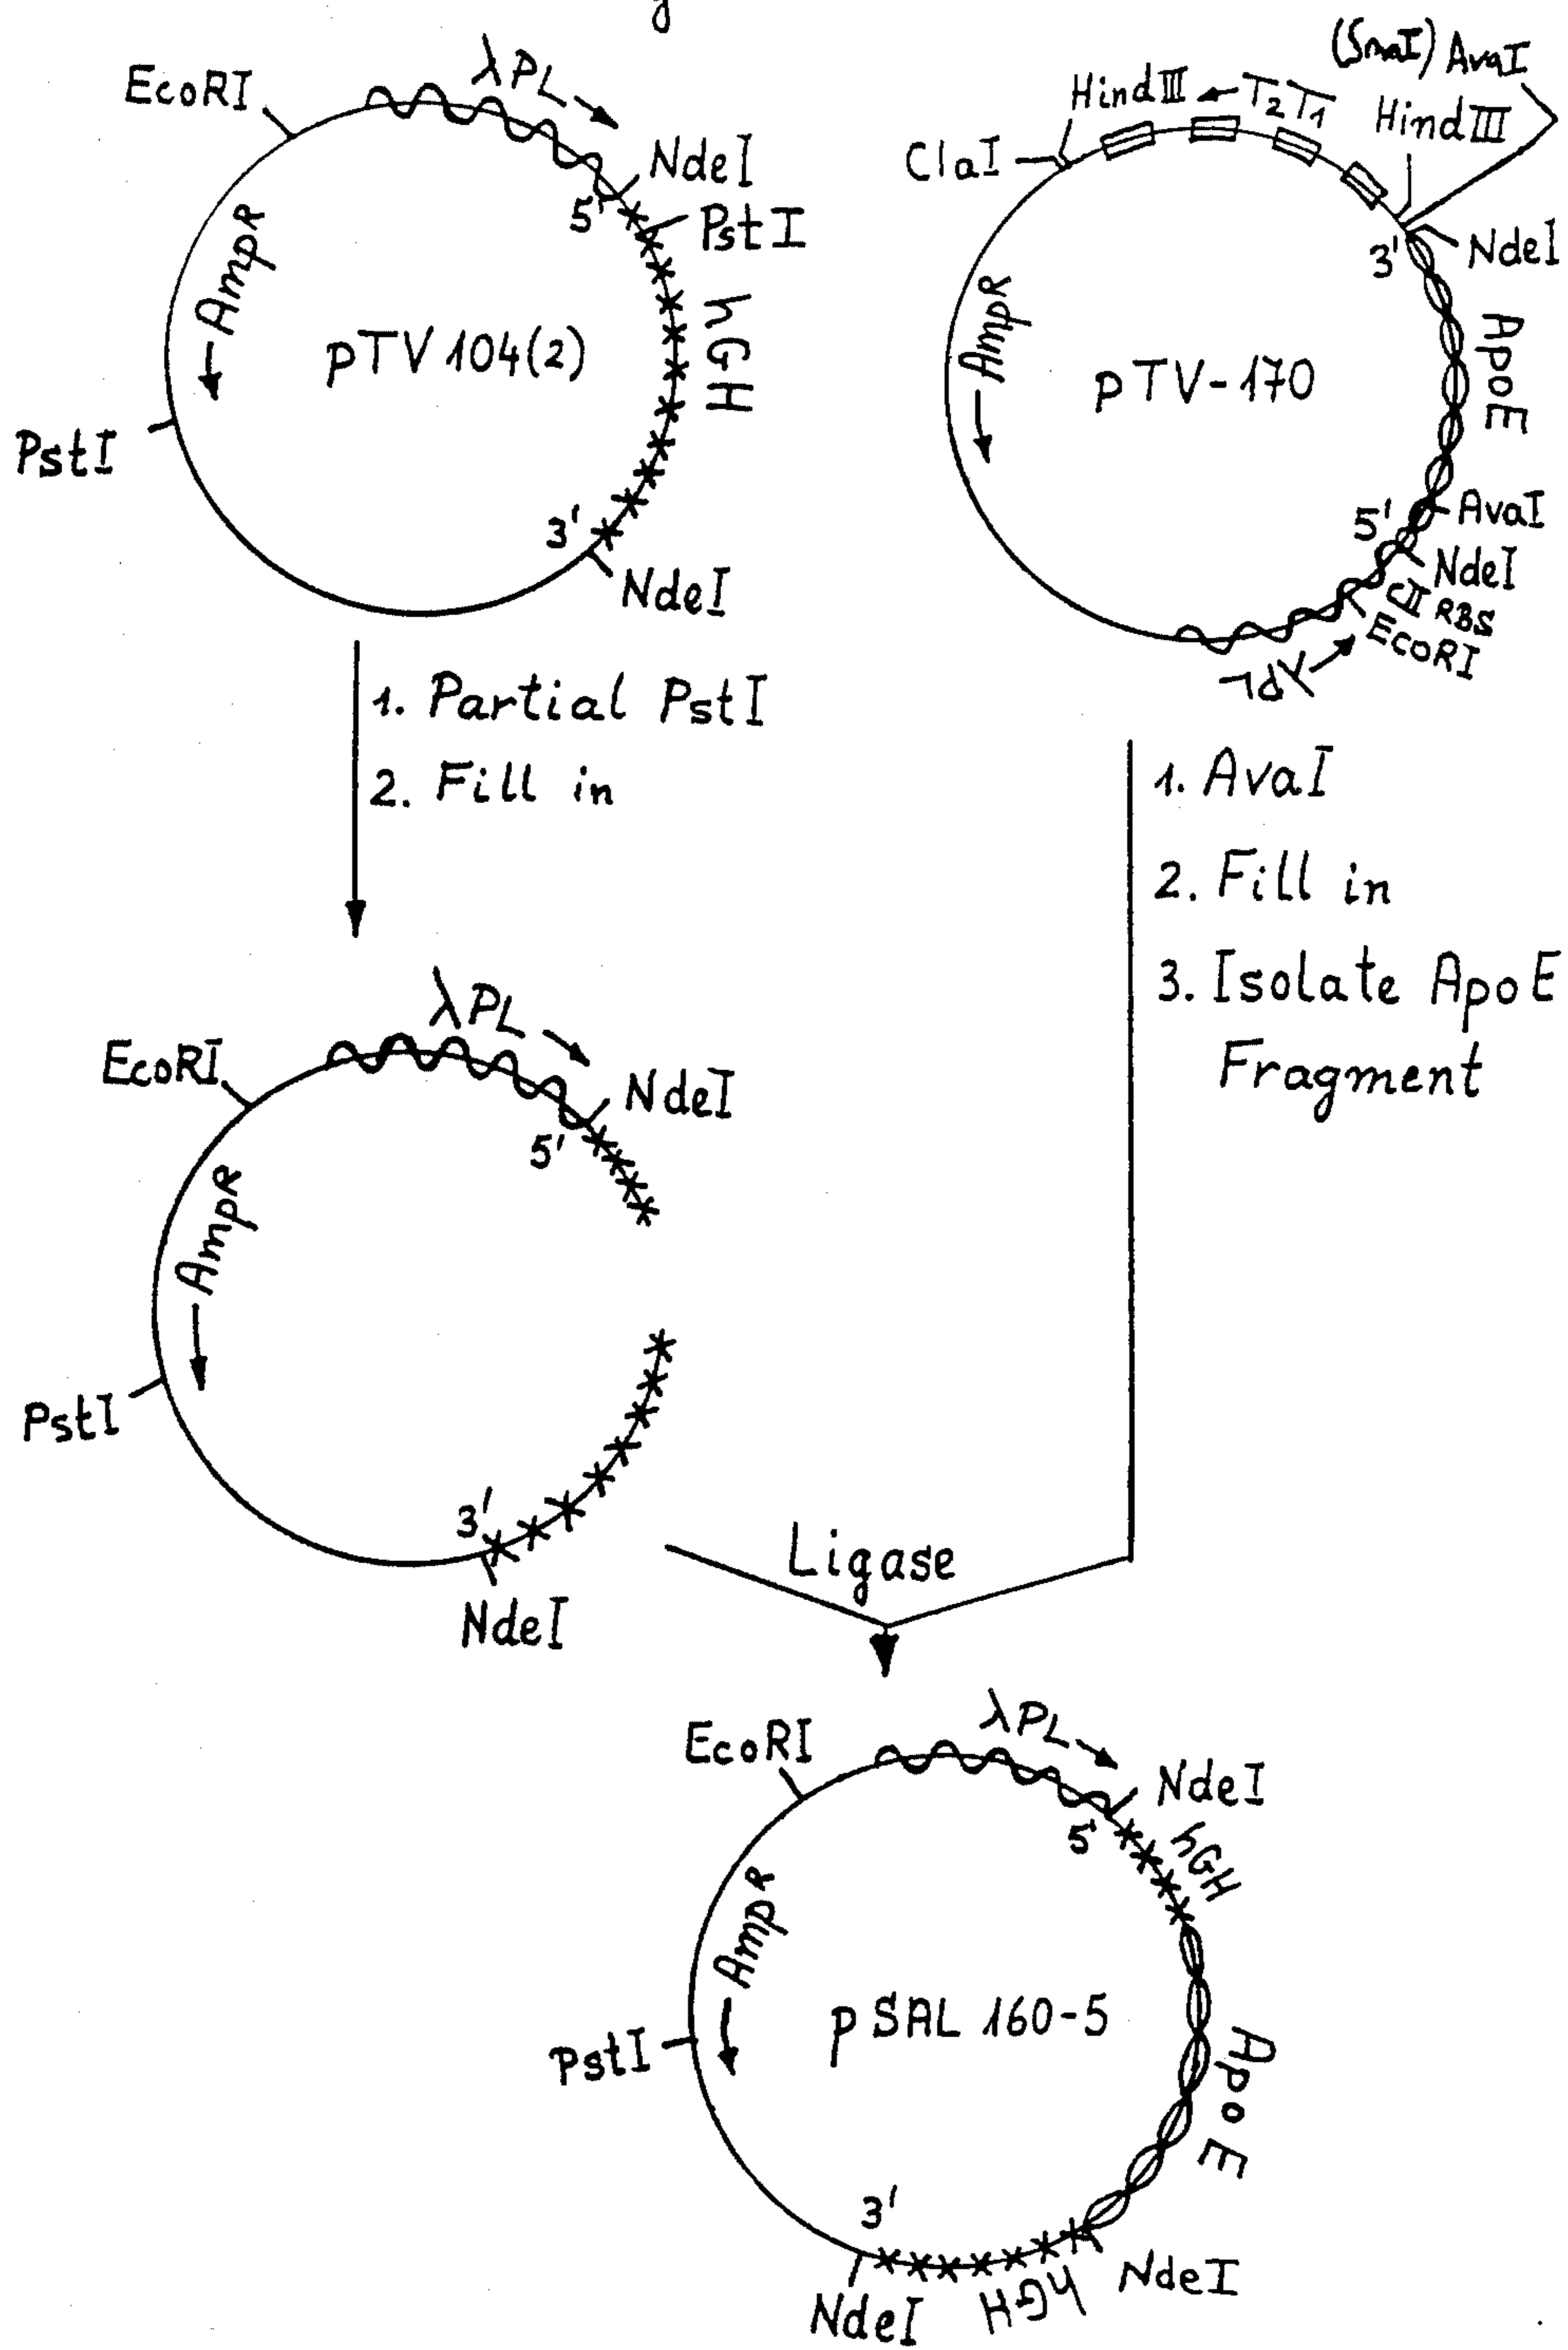 EcoRI
λPL
NdeI
5'
PstI
AmpR
hGH
pTV 104(2)
PstI
3'
NdeI
(SmaI) AvaI
HindIII
T2T1
HindIII
ClaI
NdeI
3'
AmpR
ApoE
pTV-170
AvaI
5'
NdeI
CII RBS
EcoRI
λPL
1. Partial PstI
2. Fill in
1. AvaI
2. Fill in
3. Isolate ApoE
Fragment
λPL
EcoRI
NdeI
5'
AmpR
PstI
3'
NdeI
Ligase
λPL
EcoRI
NdeI
5'
hGH
AmpR
pSAL 160-5
PstI
ApoE
3'
NdeI
hGH
NdeI